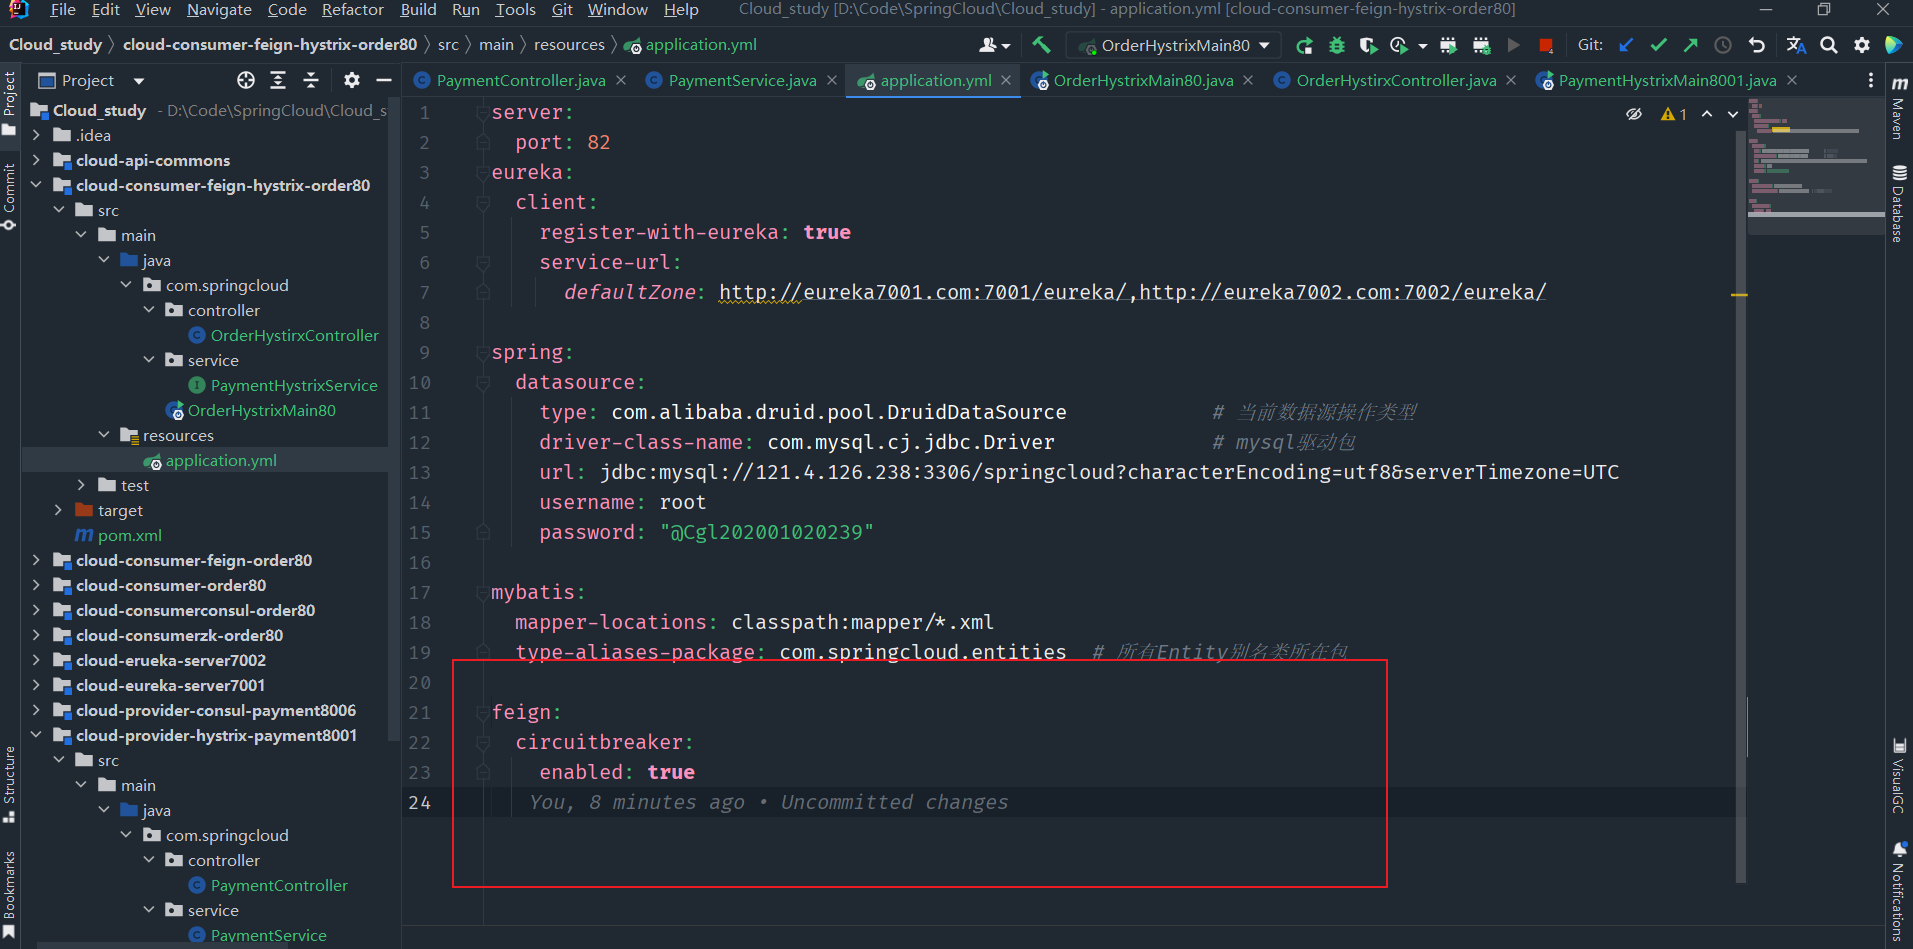 File Edit View Navigate Code Refactor Build Run Tools Git Window Help Cloud_study [D:\Code\SpringCloud\Cloud_study] - application.yml [cloud-consumer-feign-hystrix-order80]
Cloud_study cloud-consumer-feign-hystrix-order80 src main resources application.yml OrderHystrixMain80 Git:
Project
PaymentController.java PaymentService.java application.yml OrderHystrixMain80.java OrderHystirxController.java PaymentHystrixMain8001.java
Cloud_study - D:\Code\SpringCloud\Cloud_s
.idea
cloud-api-commons
cloud-consumer-feign-hystrix-order80
src
main
java
com.springcloud
controller
OrderHystirxController
service
PaymentHystrixService
OrderHystrixMain80
resources
application.yml
test
target
pom.xml
cloud-consumer-feign-order80
cloud-consumer-order80
cloud-consumerconsul-order80
cloud-consumerzk-order80
cloud-erueka-server7002
cloud-eureka-server7001
cloud-provider-consul-payment8006
cloud-provider-hystrix-payment8001
src
main
java
com.springcloud
controller
PaymentController
service
PaymentService
1 server:
2 port: 82
3 eureka:
4 client:
5 register-with-eureka: true
6 service-url:
7 defaultZone: http://eureka7001.com:7001/eureka/,http://eureka7002.com:7002/eureka/
8
9 spring:
10 datasource:
11 type: com.alibaba.druid.pool.DruidDataSource # 当前数据源操作类型
12 driver-class-name: com.mysql.cj.jdbc.Driver # mysql驱动包
13 url: jdbc:mysql://121.4.126.238:3306/springcloud?characterEncoding=utf8&serverTimezone=UTC
14 username: root
15 password: "@Cgl202001020239"
16
17 mybatis:
18 mapper-locations: classpath:mapper/*.xml
19 type-aliases-package: com.springcloud.entities # 所有Entity别名类所在包
20
21 feign:
22 circuitbreaker:
23 enabled: true
24 You, 8 minutes ago • Uncommitted changes
1
Project
Commit
Structure
Bookmarks
Maven
Database
VisualGC
Notifications